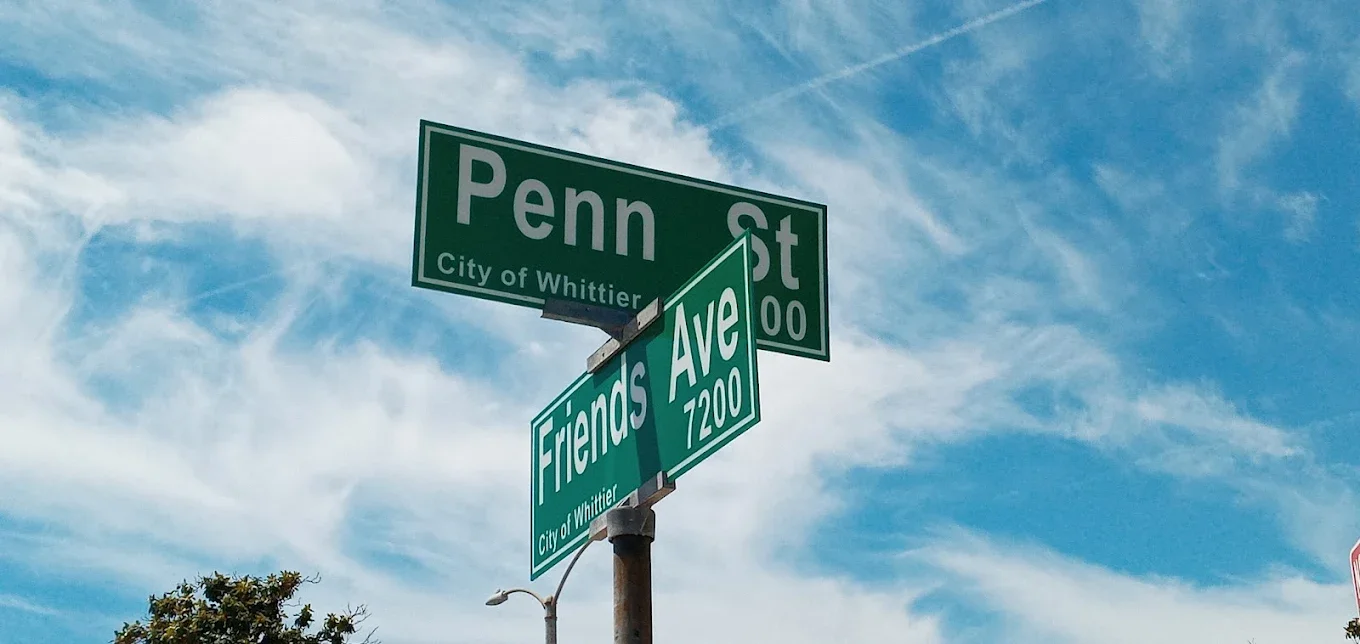 Penn St
City of Whittier
00
Friends Ave
7200
City of Whittier